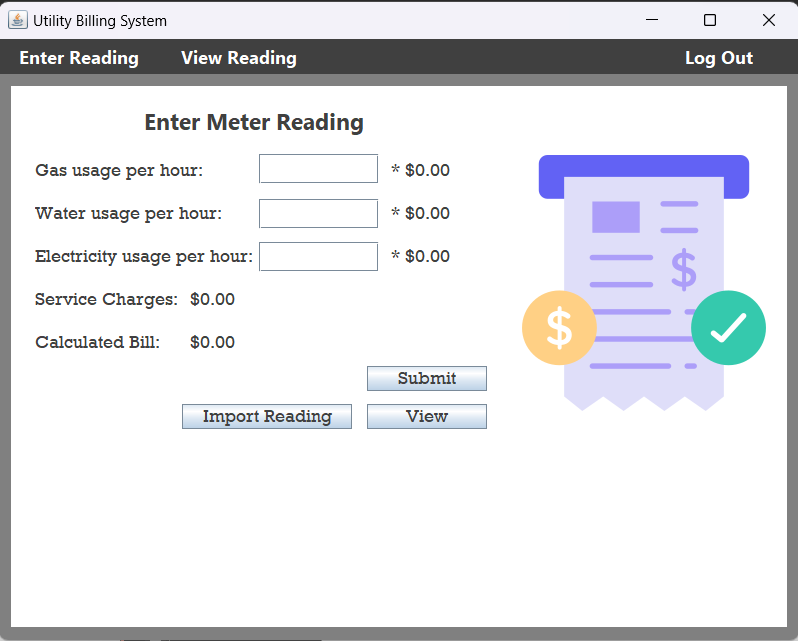 Utility Billing System
Enter Reading View Reading Log Out
Enter Meter Reading
Gas usage per hour: * $0.00
Water usage per hour: * $0.00
Electricity usage per hour: * $0.00
Service Charges: $0.00
Calculated Bill: $0.00
Submit
Import Reading View
$
$